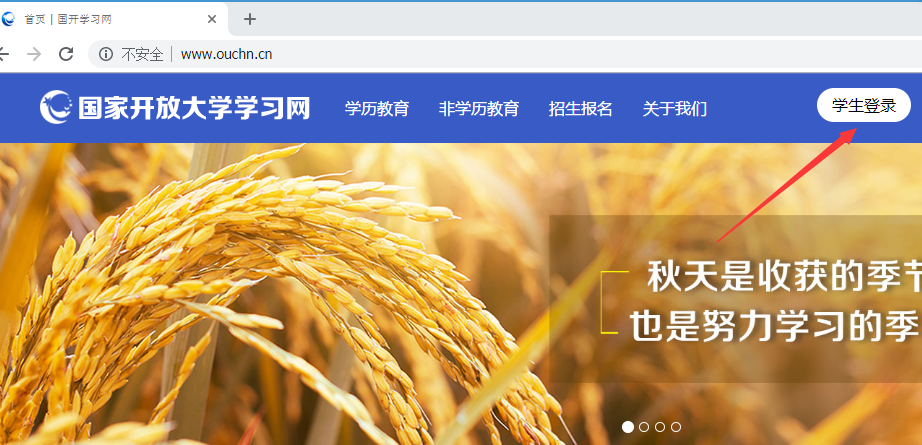 首页 | 国开学习网
不安全 | www.ouchn.cn
国家开放大学学习网 学历教育 非学历教育 招生报名 关于我们 学生登录
秋天是收获的季节
也是努力学习的季